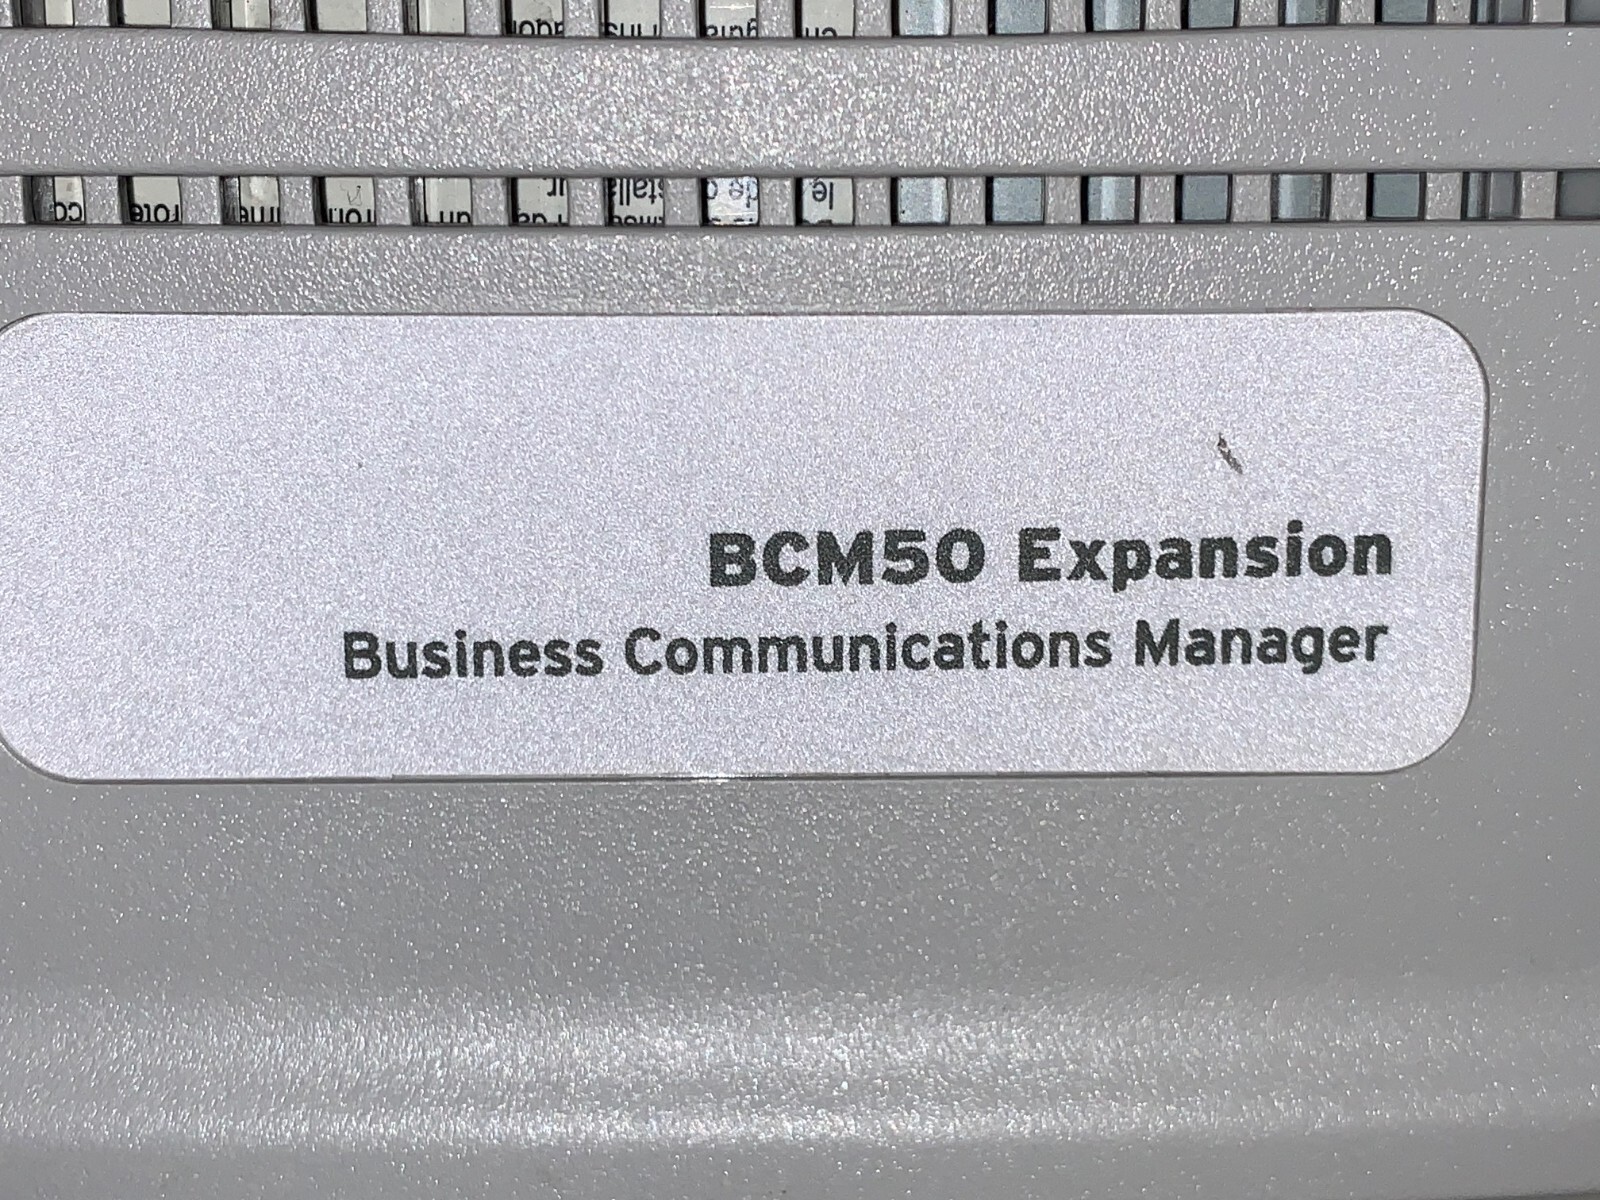 BCM50 Expansion
Business Communications Manager